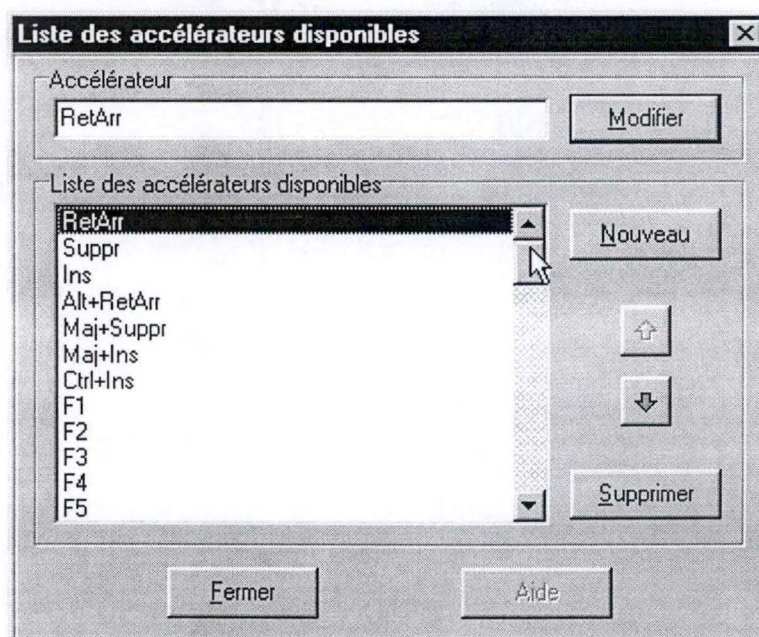 Liste des accélérateurs disponibles
Accélérateur
RetArr
Modifier
Liste des accélérateurs disponibles
RetArr
Suppr
Ins
Alt+RetArr
Maj+Suppr
Maj+Ins
Ctrl+Ins
F1
F2
F3
F4
F5
Nouveau
Supprimer
Fermer
Aide